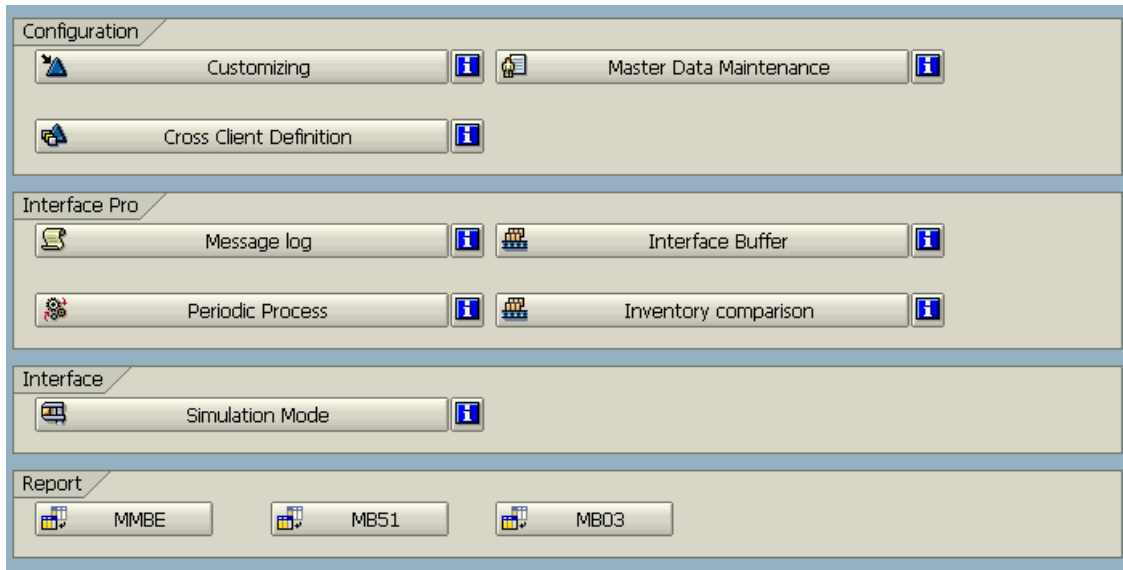 Configuration
Customizing
Master Data Maintenance
Cross Client Definition
Interface Pro
Message log
Interface Buffer
Periodic Process
Inventory comparison
Interface
Simulation Mode
Report
MMBE
MB51
MB03